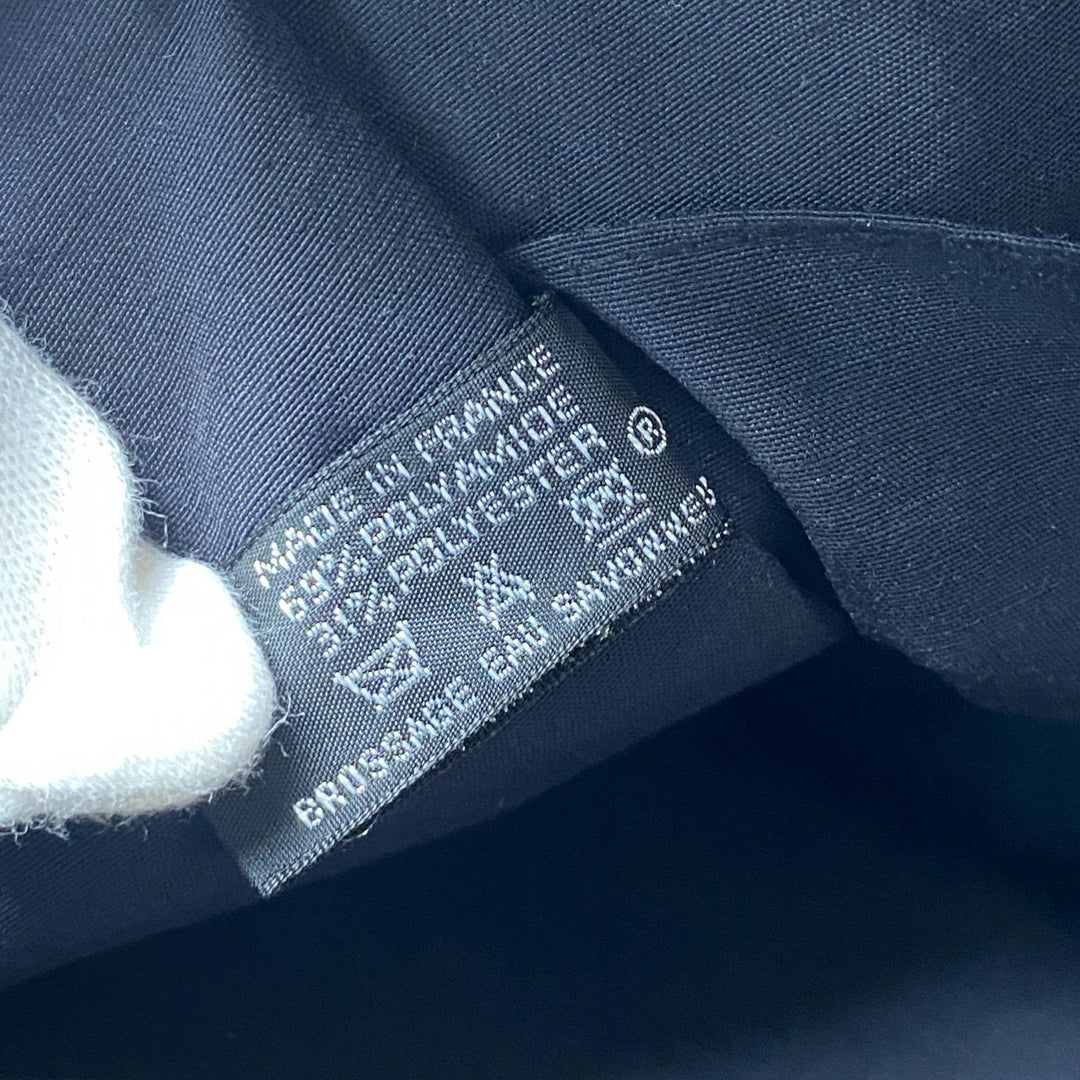 MADE IN FRANCE
69% POLYAMIDE ®
31% POLYESTER
BROSSAGE EAU SAVONNEE